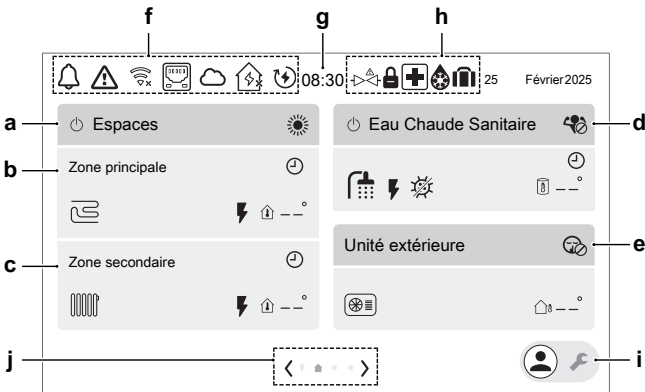 f
g
h
08:30
25 Février2025
a
Espaces
Eau Chaude Sanitaire
d
b
Zone principale
--°
--°
Unité extérieure
e
c
Zone secondaire
--°
--°
j
i